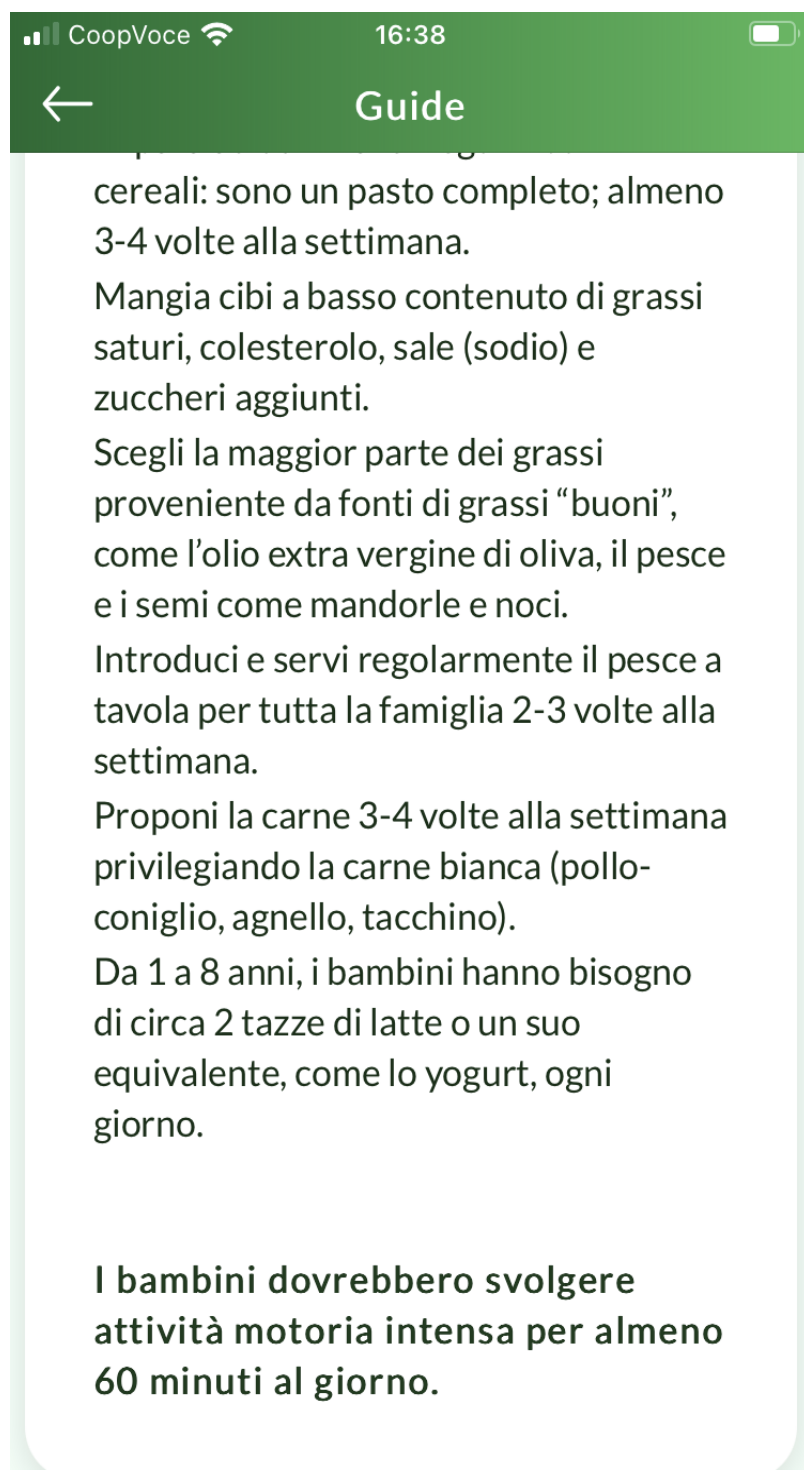 CoopVoce
16:38
Guide
cereali: sono un pasto completo; almeno
3-4 volte alla settimana.
Mangia cibi a basso contenuto di grassi
saturi, colesterolo, sale (sodio) e
zuccheri aggiunti.
Scegli la maggior parte dei grassi
proveniente da fonti di grassi “buoni”,
come l’olio extra vergine di oliva, il pesce
e i semi come mandorle e noci.
Introduci e servi regolarmente il pesce a
tavola per tutta la famiglia 2-3 volte alla
settimana.
Proponi la carne 3-4 volte alla settimana
privilegiando la carne bianca (pollo-
coniglio, agnello, tacchino).
Da 1 a 8 anni, i bambini hanno bisogno
di circa 2 tazze di latte o un suo
equivalente, come lo yogurt, ogni
giorno.
I bambini dovrebbero svolgere
attività motoria intensa per almeno
60 minuti al giorno.